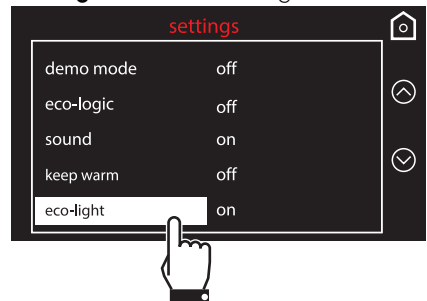 settings
demo mode off
eco-logic off
sound on
keep warm off
eco-light on